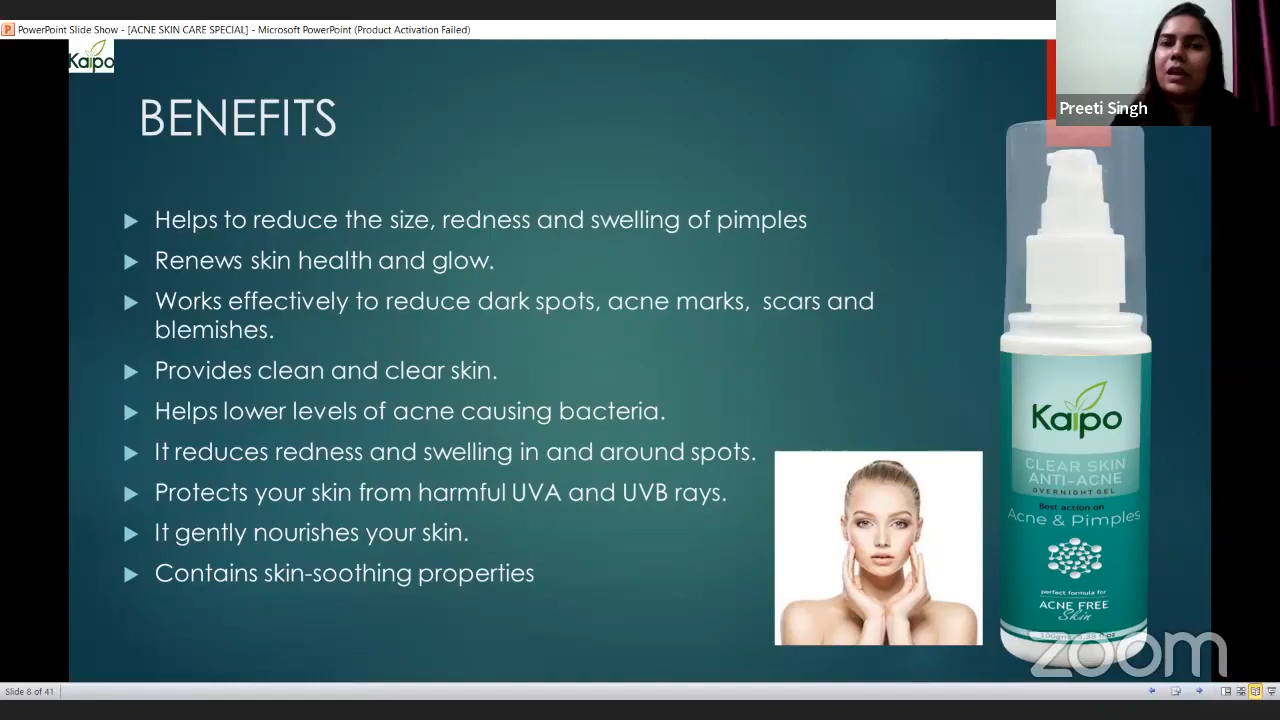 PowerPoint Slide Show - [ACNE SKIN CARE SPECIAL] - Microsoft PowerPoint (Product Activation Failed)
Kaipo
Preeti Singh
BENEFITS
Helps to reduce the size, redness and swelling of pimples
Renews skin health and glow.
Works effectively to reduce dark spots, acne marks, scars and
blemishes.
Provides clean and clear skin.
Helps lower levels of acne causing bacteria.
It reduces redness and swelling in and around spots.
Protects your skin from harmful UVA and UVB rays.
It gently nourishes your skin.
Contains skin-soothing properties
Kaipo
CLEAR SKIN
ANTI-ACNE
OVERNIGHT GEL
Best action on
Acne & Pimples
perfect formula for
ACNE FREE
Skin
zoom
Slide 8 of 41